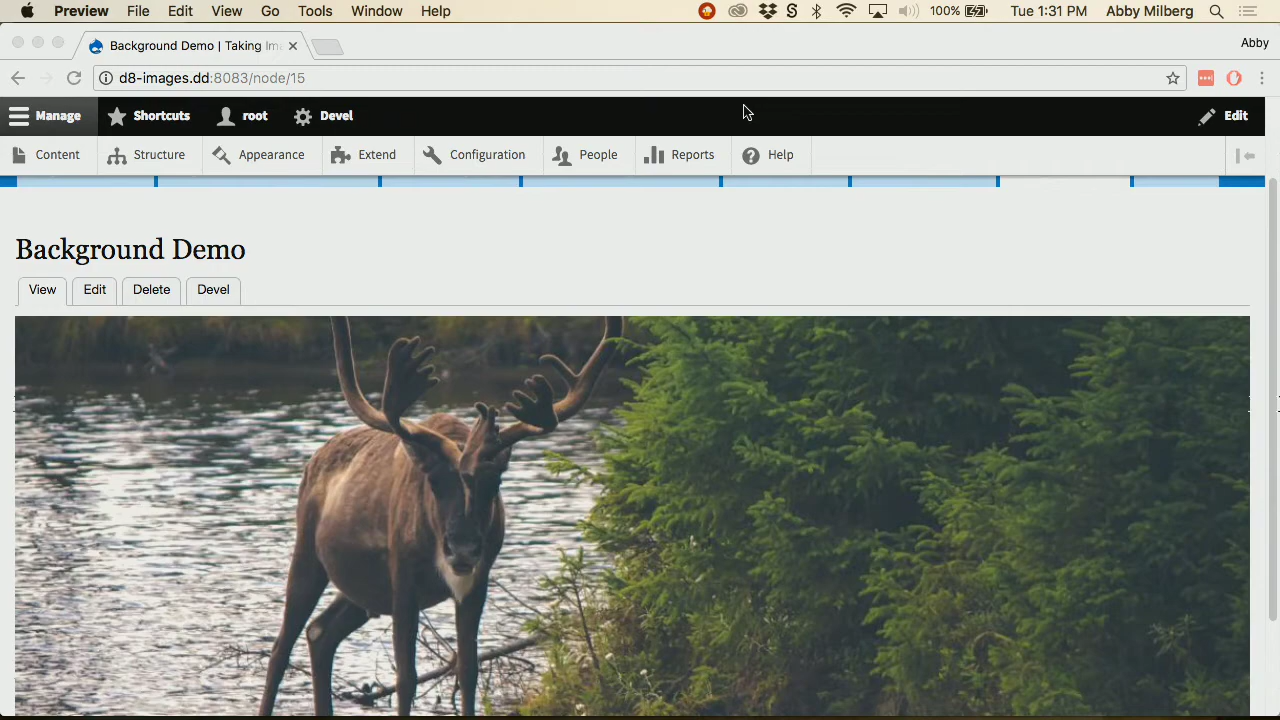 Preview File Edit View Go Tools Window Help 100% Tue 1:31 PM Abby Milberg
Background Demo | Taking Im
Abby
d8-images.dd:8083/node/15
Manage Shortcuts root Devel Edit
Content Structure Appearance Extend Configuration People Reports Help
Background Demo
View Edit Delete Devel